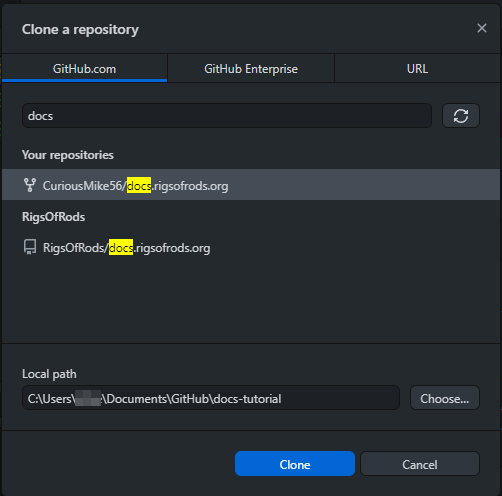 Clone a repository
GitHub.com
GitHub Enterprise
URL
docs
Your repositories
CuriousMike56/docs.rigsofrods.org
RigsOfRods
RigsOfRods/docs.rigsofrods.org
Local path
C:\Users\ \Documents\GitHub\docs-tutorial
Choose...
Clone
Cancel